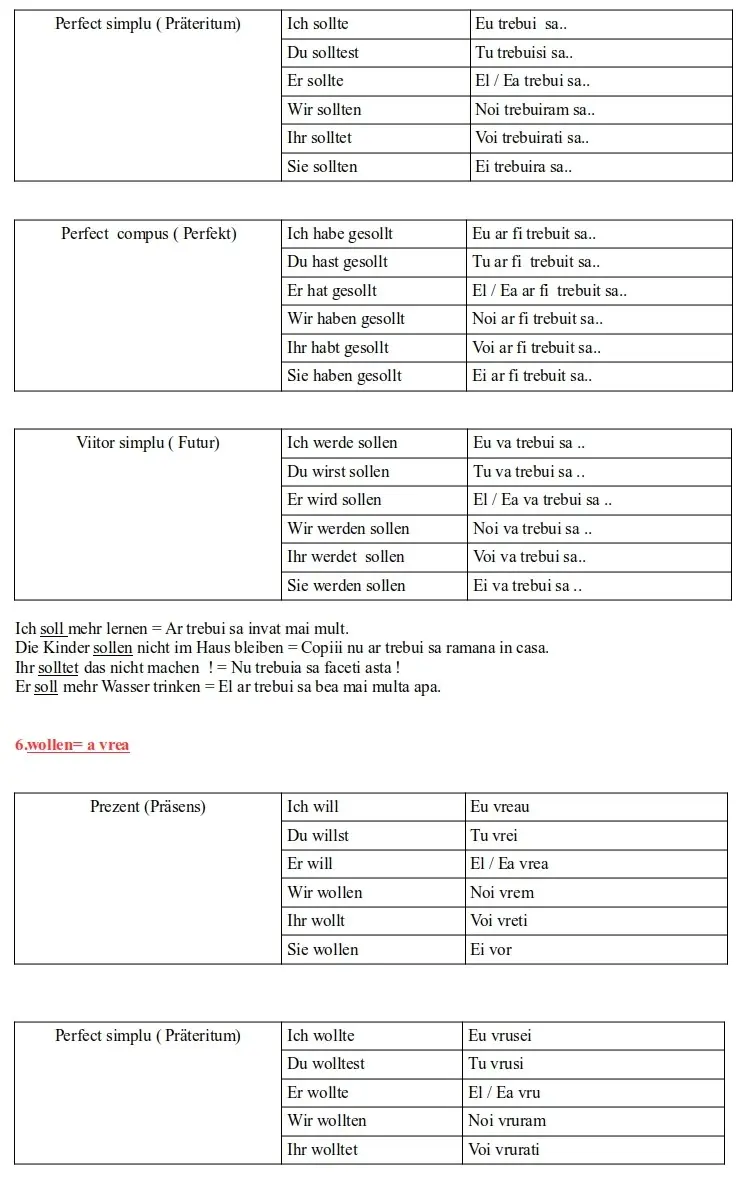 Perfect simplu ( Präteritum) Ich sollte Eu trebui sa..
Du solltest Tu trebuisi sa..
Er sollte El / Ea trebui sa..
Wir sollten Noi trebuiram sa..
Ihr solltet Voi trebuirati sa..
Sie sollten Ei trebuira sa..
Perfect compus ( Perfekt) Ich habe gesollt Eu ar fi trebuit sa..
Du hast gesollt Tu ar fi trebuit sa..
Er hat gesollt El / Ea ar fi trebuit sa..
Wir haben gesollt Noi ar fi trebuit sa..
Ihr habt gesollt Voi ar fi trebuit sa..
Sie haben gesollt Ei ar fi trebuit sa..
Viitor simplu ( Futur) Ich werde sollen Eu va trebui sa ..
Du wirst sollen Tu va trebui sa ..
Er wird sollen El / Ea va trebui sa ..
Wir werden sollen Noi va trebui sa ..
Ihr werdet sollen Voi va trebui sa..
Sie werden sollen Ei va trebui sa ..
Ich soll mehr lernen = Ar trebui sa invat mai mult.
Die Kinder sollen nicht im Haus bleiben = Copiii nu ar trebui sa ramana in casa.
Ihr solltet das nicht machen ! = Nu trebuia sa faceti asta !
Er soll mehr Wasser trinken = El ar trebui sa bea mai multa apa.
6.wollen= a vrea
Prezent (Präsens) Ich will Eu vreau
Du willst Tu vrei
Er will El / Ea vrea
Wir wollen Noi vrem
Ihr wollt Voi vreti
Sie wollen Ei vor
Perfect simplu ( Präteritum) Ich wollte Eu vrusei
Du wolltest Tu vrusi
Er wollte El / Ea vru
Wir wollten Noi vruram
Ihr wolltet Voi vrurati